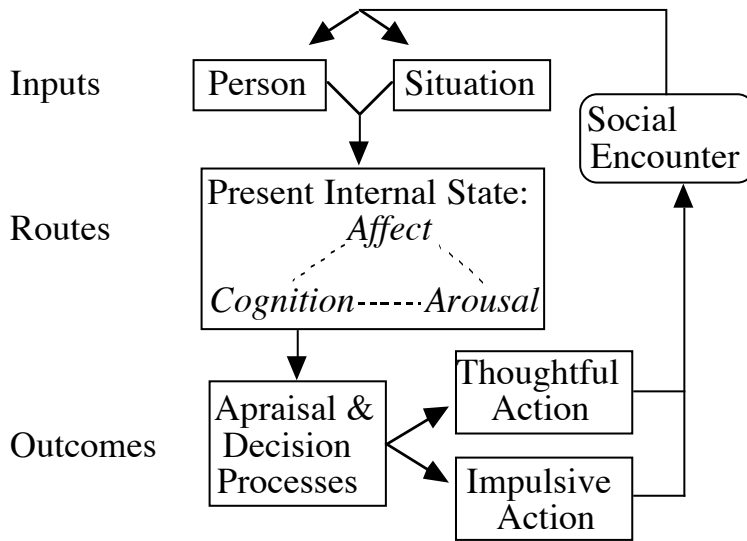 Inputs
Person
Situation
Social
Encounter
Routes
Present Internal State:
Affect
Cognition
Arousal
Outcomes
Apraisal &
Decision
Processes
Thoughtful
Action
Impulsive
Action